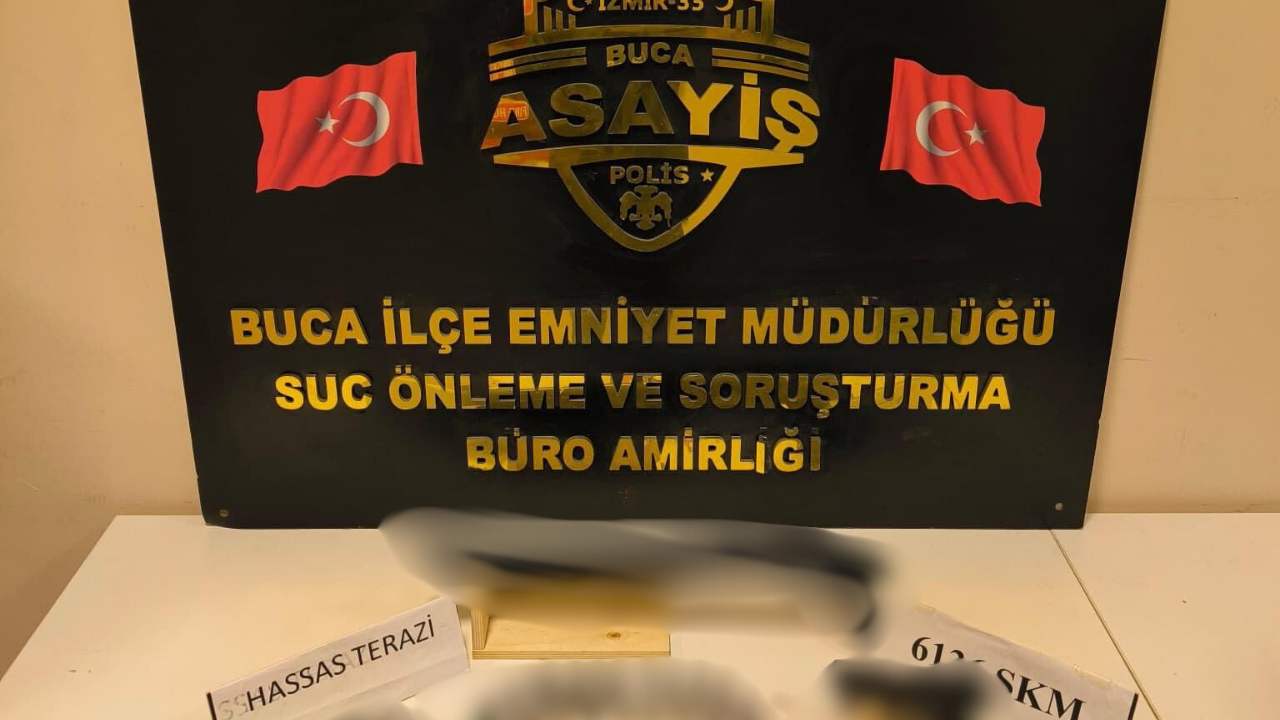 İZMİR-35
BUCA
ASAYİŞ
POLİS
BUCA İLÇE EMNİYET MÜDÜRLÜĞÜ
SUC ÖNLEME VE SORUŞTURMA
BÜRO AMİRLİĞİ
HASSAS TERAZİ
SKM